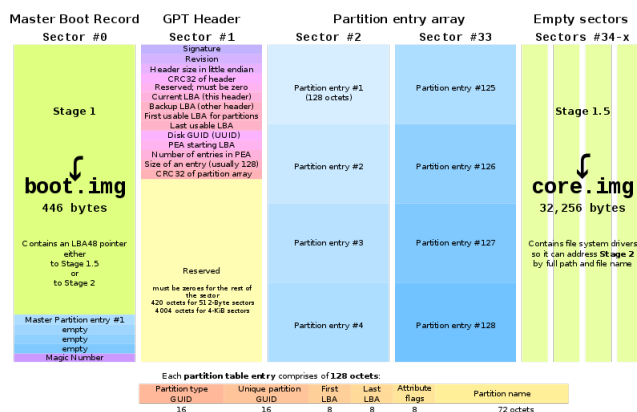 Master Boot Record
Sector #0
Stage 1
boot.img
446 bytes
Contains an LBA48 pointer
either
to Stage 1.5
or
to Stage 2
Master Partition entry #1
empty
empty
empty
Magic Number
GPT Header
Sector #1
Signature
Revision
Header size in little endian
CRC32 of header
Reserved; must be zero
Current LBA (this header)
Backup LBA (other header)
First usable LBA for partitions
Last usable LBA
Disk GUID (UUID)
PEA starting LBA
Number of entries in PEA
Size of an entry (usually 128)
CRC32 of partition array
Reserved
must be zeroes for the rest of
the sector
420 octets for 512-Byte sectors
4004 octets for 4-KiB sectors
Partition entry array
Sector #2
Partition entry #1
(128 octets)
Partition entry #2
Partition entry #3
Partition entry #4
Sector #33
Partition entry #125
Partition entry #126
Partition entry #127
Partition entry #128
Empty sectors
Sectors #34-x
Stage 1.5
core.img
32,256 bytes
Contains file system drivers
so it can address Stage 2
by full path and file name
Each partition table entry comprises of 128 octets:
Partition type GUID
Unique partition GUID
First LBA
Last LBA
Attribute flags
Partition name
16 16 8 8 8 72 octets